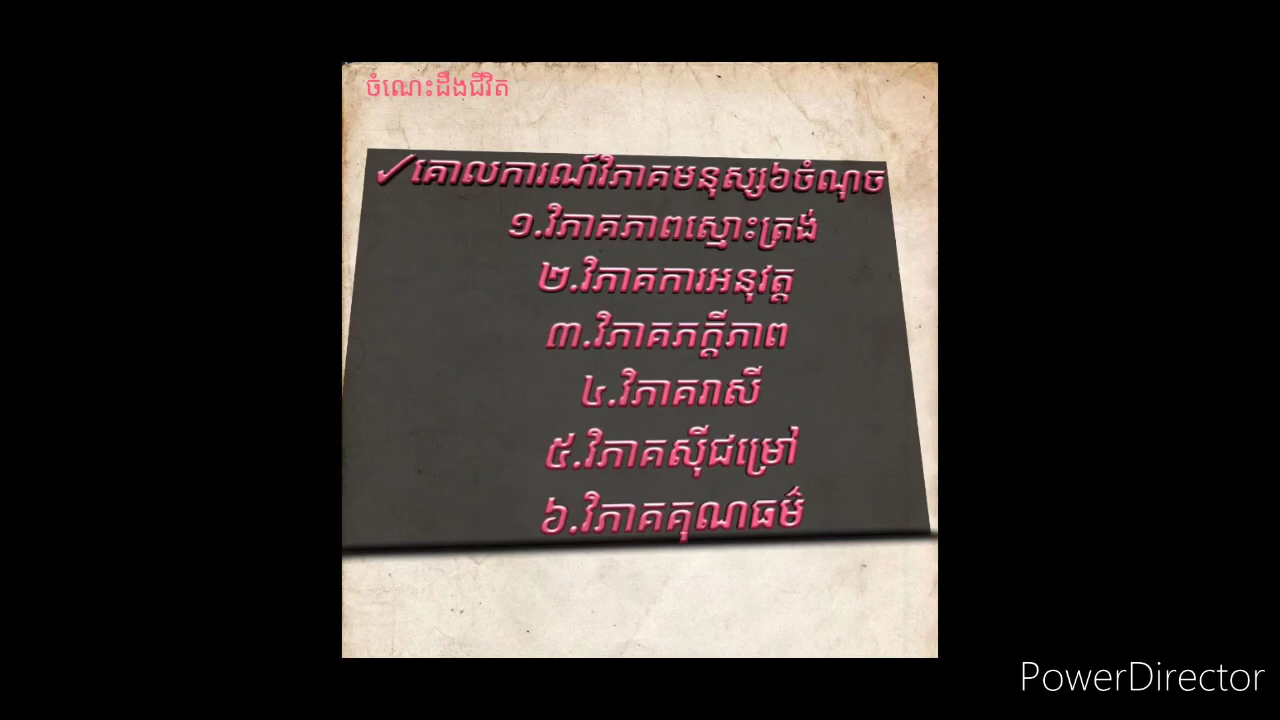 ចំណេះដឹងជីវិត
✓គោលការណ៍វិភាគមនុស្ស៦ចំណុច
១.វិភាគភាពស្មោះត្រង់
២.វិភាគការអនុវត្ត
៣.វិភាគភក្ដីភាព
៤.វិភាគរាសី
៥.វិភាគស៊ីជម្រៅ
៦.វិភាគគុណធម៌
PowerDirector